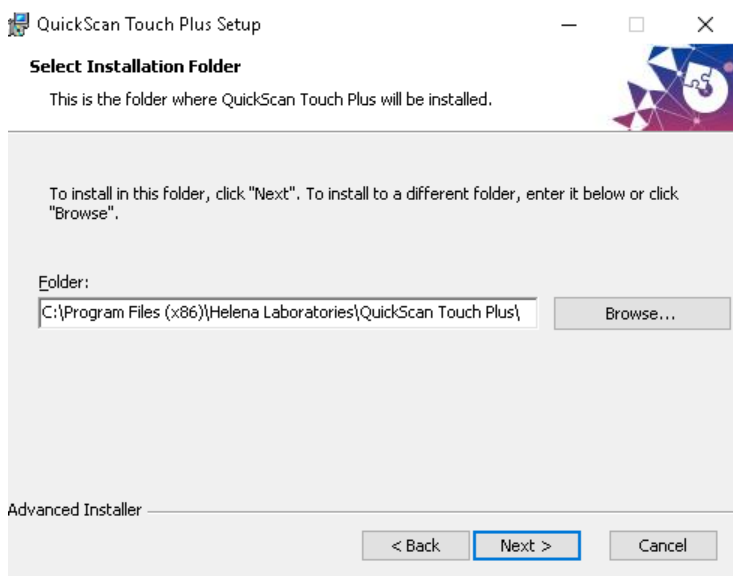 QuickScan Touch Plus Setup
Select Installation Folder
This is the folder where QuickScan Touch Plus will be installed.
To install in this folder, click "Next". To install to a different folder, enter it below or click
"Browse".
Folder:
C:\Program Files (x86)\Helena Laboratories\QuickScan Touch Plus\
Browse...
Advanced Installer
< Back
Next >
Cancel